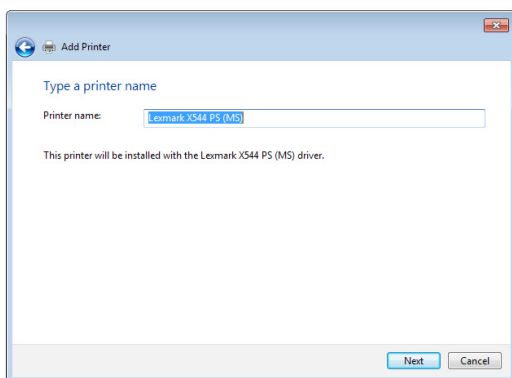 Add Printer
Type a printer name
Printer name:
Lexmark X544 PS (MS)
This printer will be installed with the Lexmark X544 PS (MS) driver.
Next
Cancel